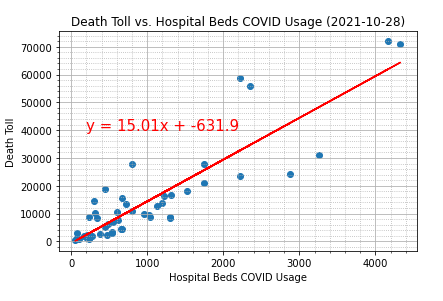 Death Toll vs. Hospital Beds COVID Usage (2021-10-28)
70000
60000
50000
40000
30000
20000
10000
0
y = 15.01x + -631.9
Death Toll
0 1000 2000 3000 4000
Hospital Beds COVID Usage